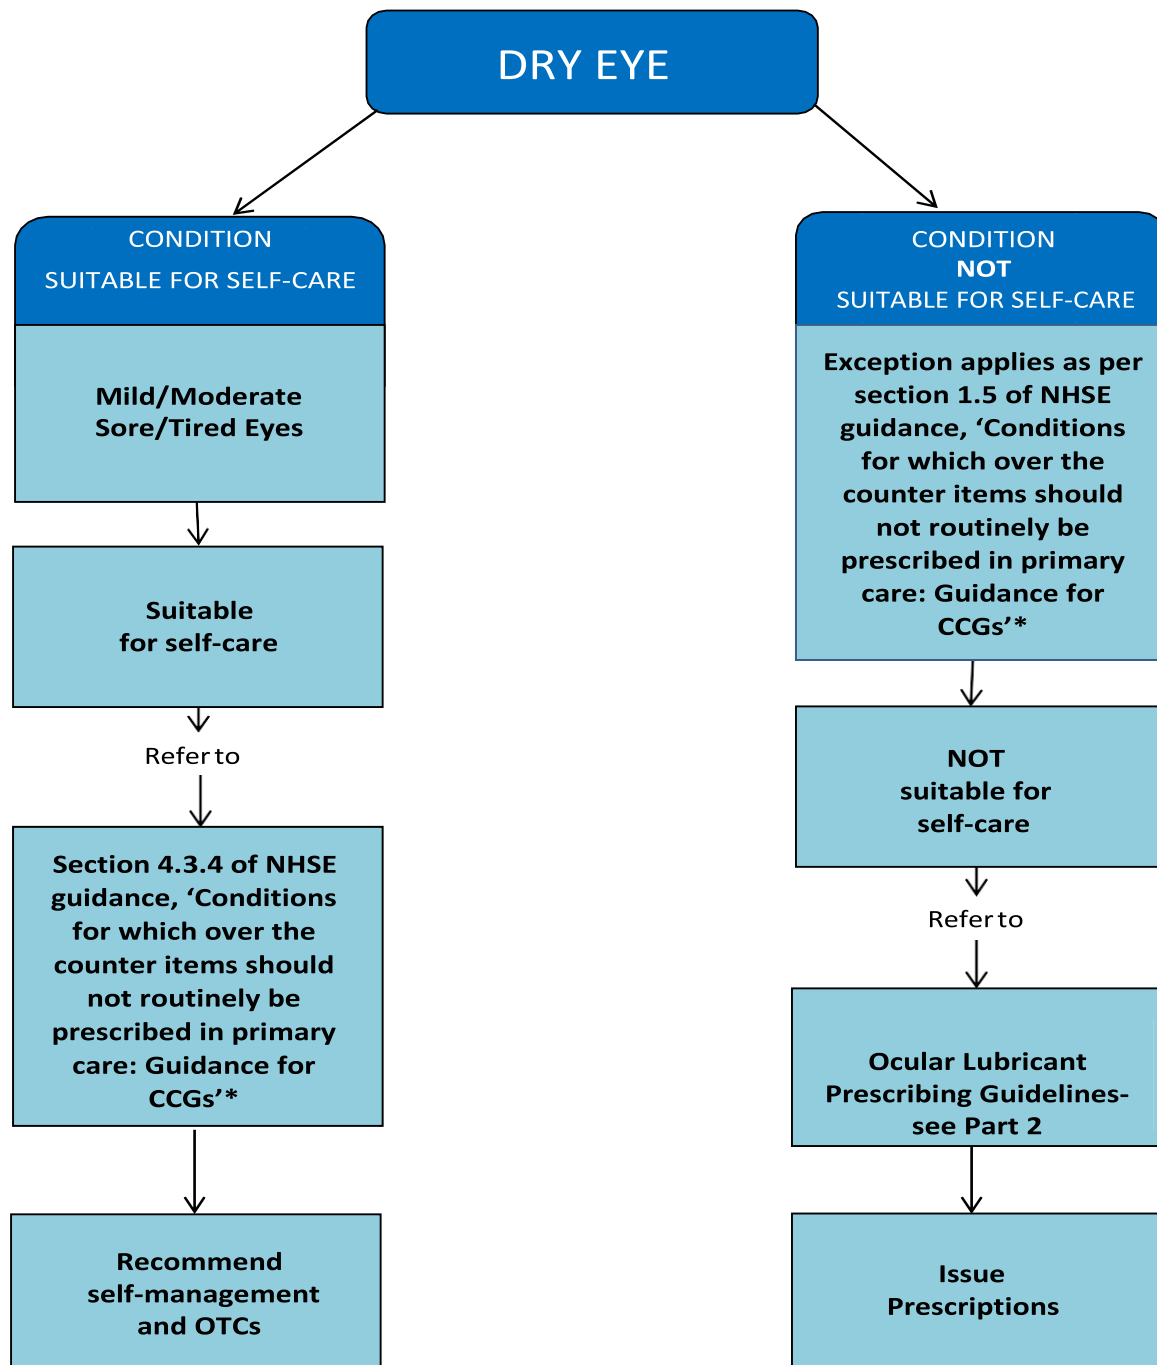 DRY EYE
CONDITION
SUITABLE FOR SELF-CARE
Mild/Moderate
Sore/Tired Eyes
Suitable
for self-care
Refer to
Section 4.3.4 of NHSE
guidance, ‘Conditions
for which over the
counter items should
not routinely be
prescribed in primary
care: Guidance for
CCGs’*
Recommend
self-management
and OTCs
CONDITION
NOT
SUITABLE FOR SELF-CARE
Exception applies as per
section 1.5 of NHSE
guidance, ‘Conditions
for which over the
counter items should
not routinely be
prescribed in primary
care: Guidance for
CCGs’*
NOT
suitable for
self-care
Refer to
Ocular Lubricant
Prescribing Guidelines-
see Part 2
Issue
Prescriptions